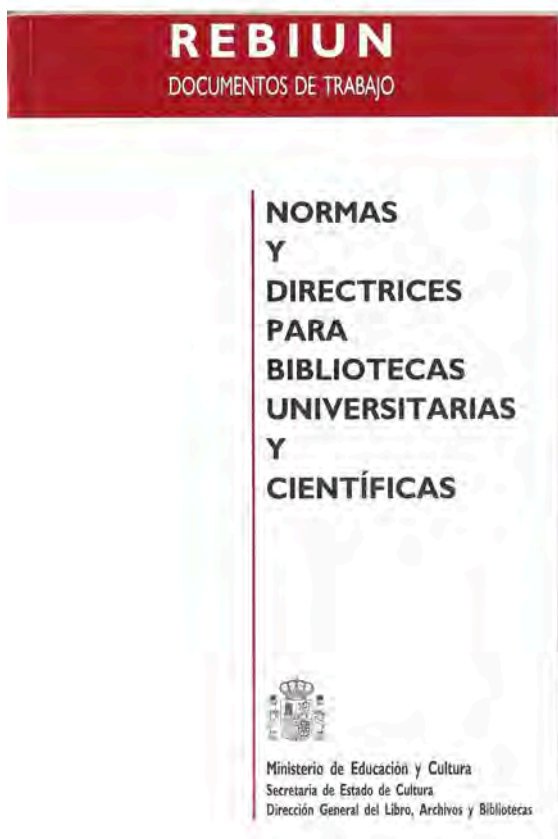 REBIUN
DOCUMENTOS DE TRABAJO
NORMAS
Y
DIRECTRICES
PARA
BIBLIOTECAS
UNIVERSITARIAS
Y
CIENTÍFICAS
Ministerio de Educación y Cultura
Secretaria de Estado de Cultura
Dirección General del Libro, Archivos y Bibliotecas